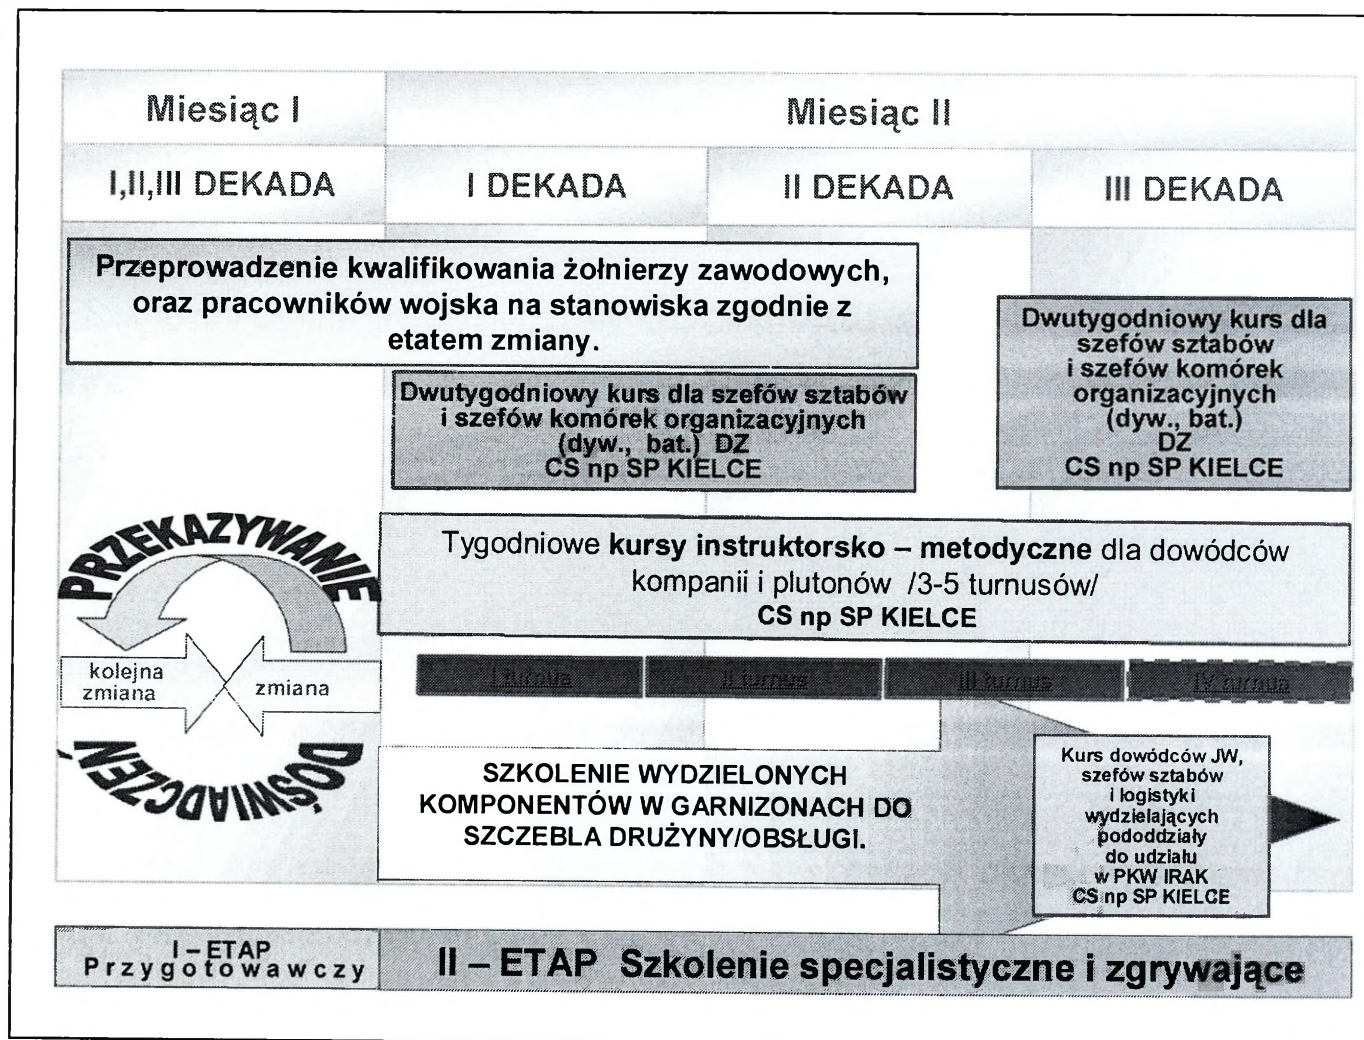 Miesiąc I
Miesiąc II
I,II,III DEKADA
I DEKADA
II DEKADA
III DEKADA
Przeprowadzenie kwalifikowania żołnierzy zawodowych,
oraz pracowników wojska na stanowiska zgodnie z
etatem zmiany.
Dwutygodniowy kurs dla szefów sztabów
i szefów komórek organizacyjnych
(dyw., bat.) DZ
CS np SP KIELCE
Dwutygodniowy kurs dla
szefów sztabów
i szefów komórek
organizacyjnych
(dyw., bat.)
DZ
CS np SP KIELCE
PRZEKAZYWANIE
kolejna
zmiana
zmiana
DOŚWIADCZEŃ
Tygodniowe kursy instruktorsko – metodyczne dla dowódców
kompanii i plutonów /3-5 turnusów/
CS np SP KIELCE
I turnus
II turnus
III turnus
IV turnus
SZKOLENIE WYDZIELONYCH
KOMPONENTÓW W GARNIZONACH DO
SZCZEBLA DRUŻYNY/OBSŁUGI.
Kurs dowódców JW,
szefów sztabów
i logistyki
wydzielających
pododdziały
do udziału
w PKW IRAK
CS np SP KIELCE
I – ETAP
Przygotowawczy
II – ETAP Szkolenie specjalistyczne i zgrywające